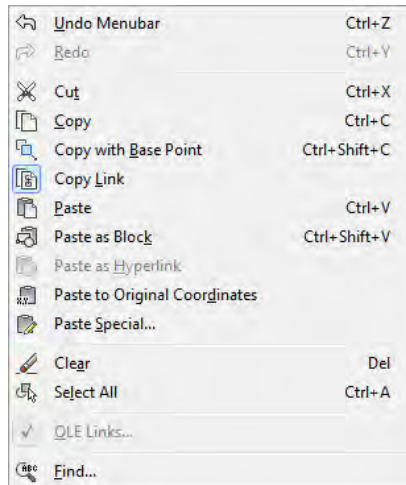 Undo Menubar Ctrl+Z
Redo Ctrl+Y
Cut Ctrl+X
Copy Ctrl+C
Copy with Base Point Ctrl+Shift+C
Copy Link
Paste Ctrl+V
Paste as Block Ctrl+Shift+V
Paste as Hyperlink
Paste to Original Coordinates
Paste Special...
Clear Del
Select All Ctrl+A
OLE Links...
ABC Find...